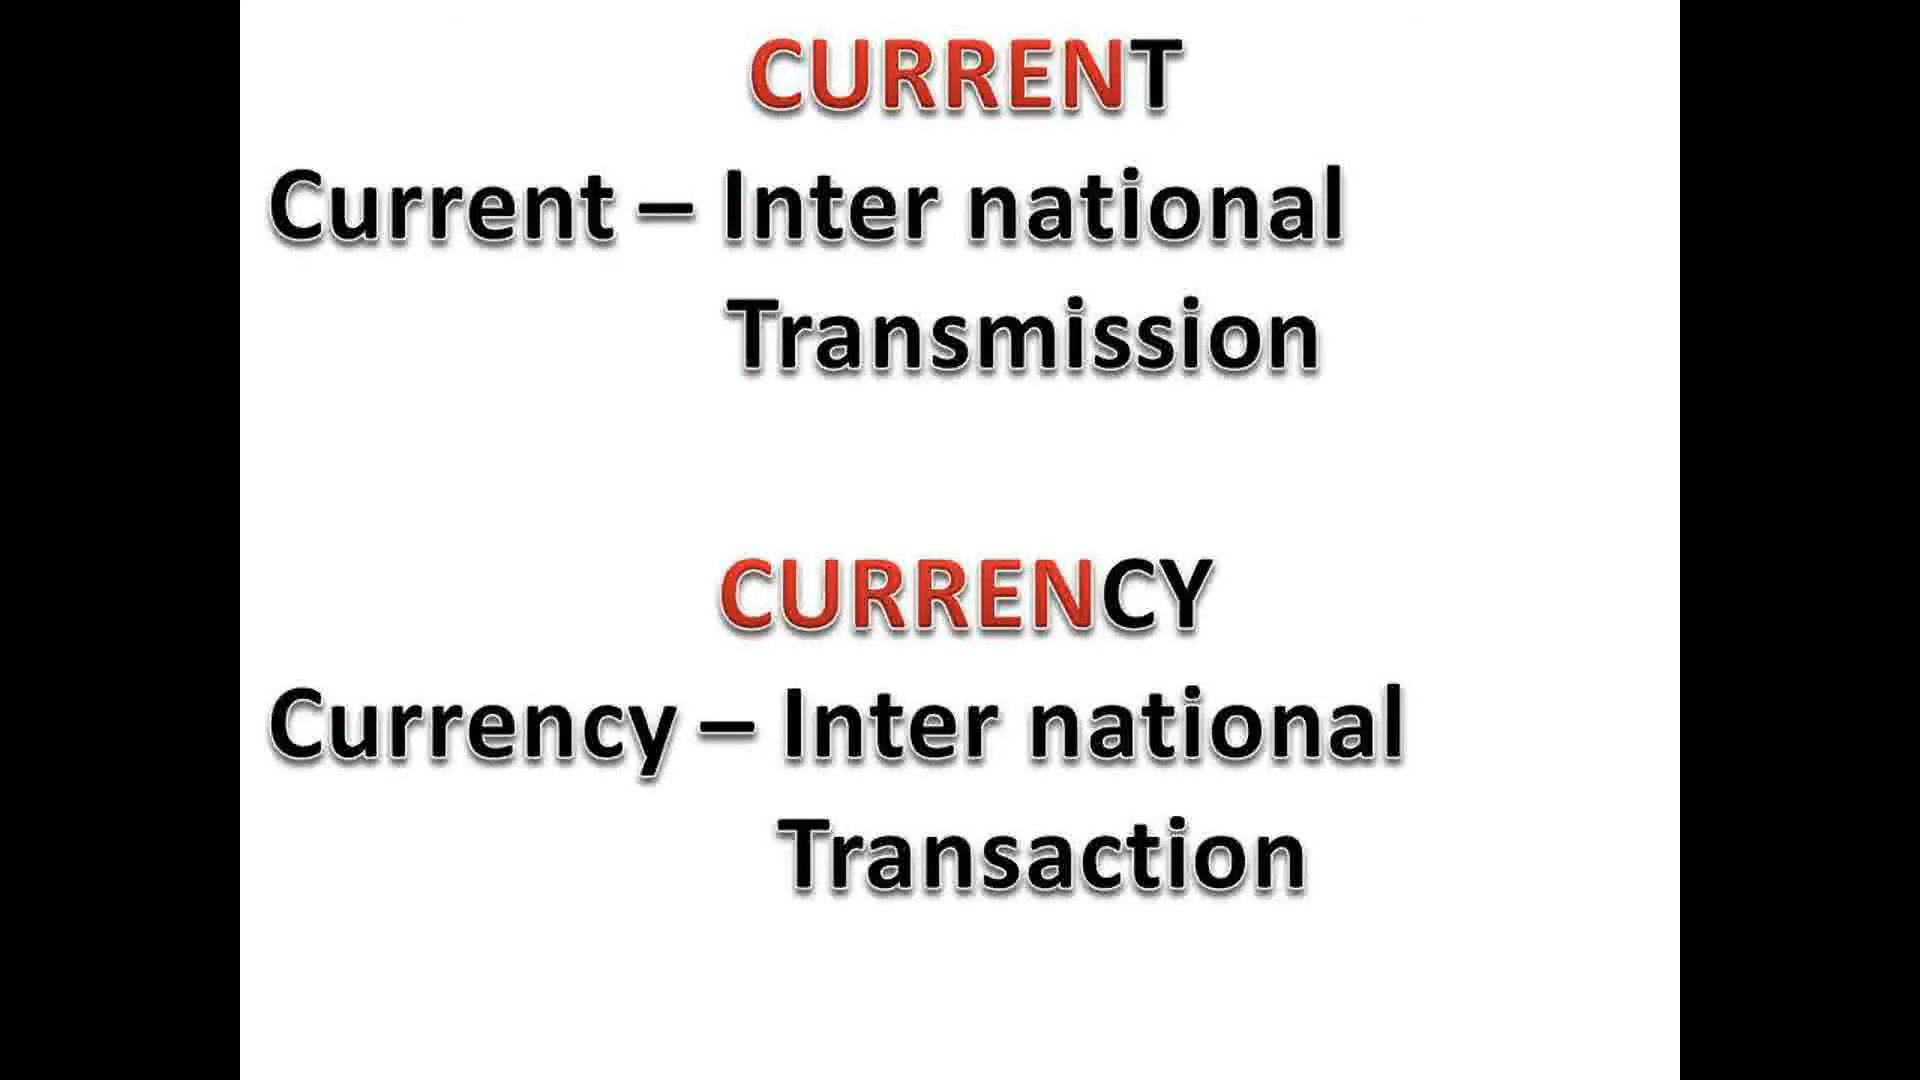 CURRENT
Current – Inter national
Transmission
CURRENCY
Currency – Inter national
Transaction